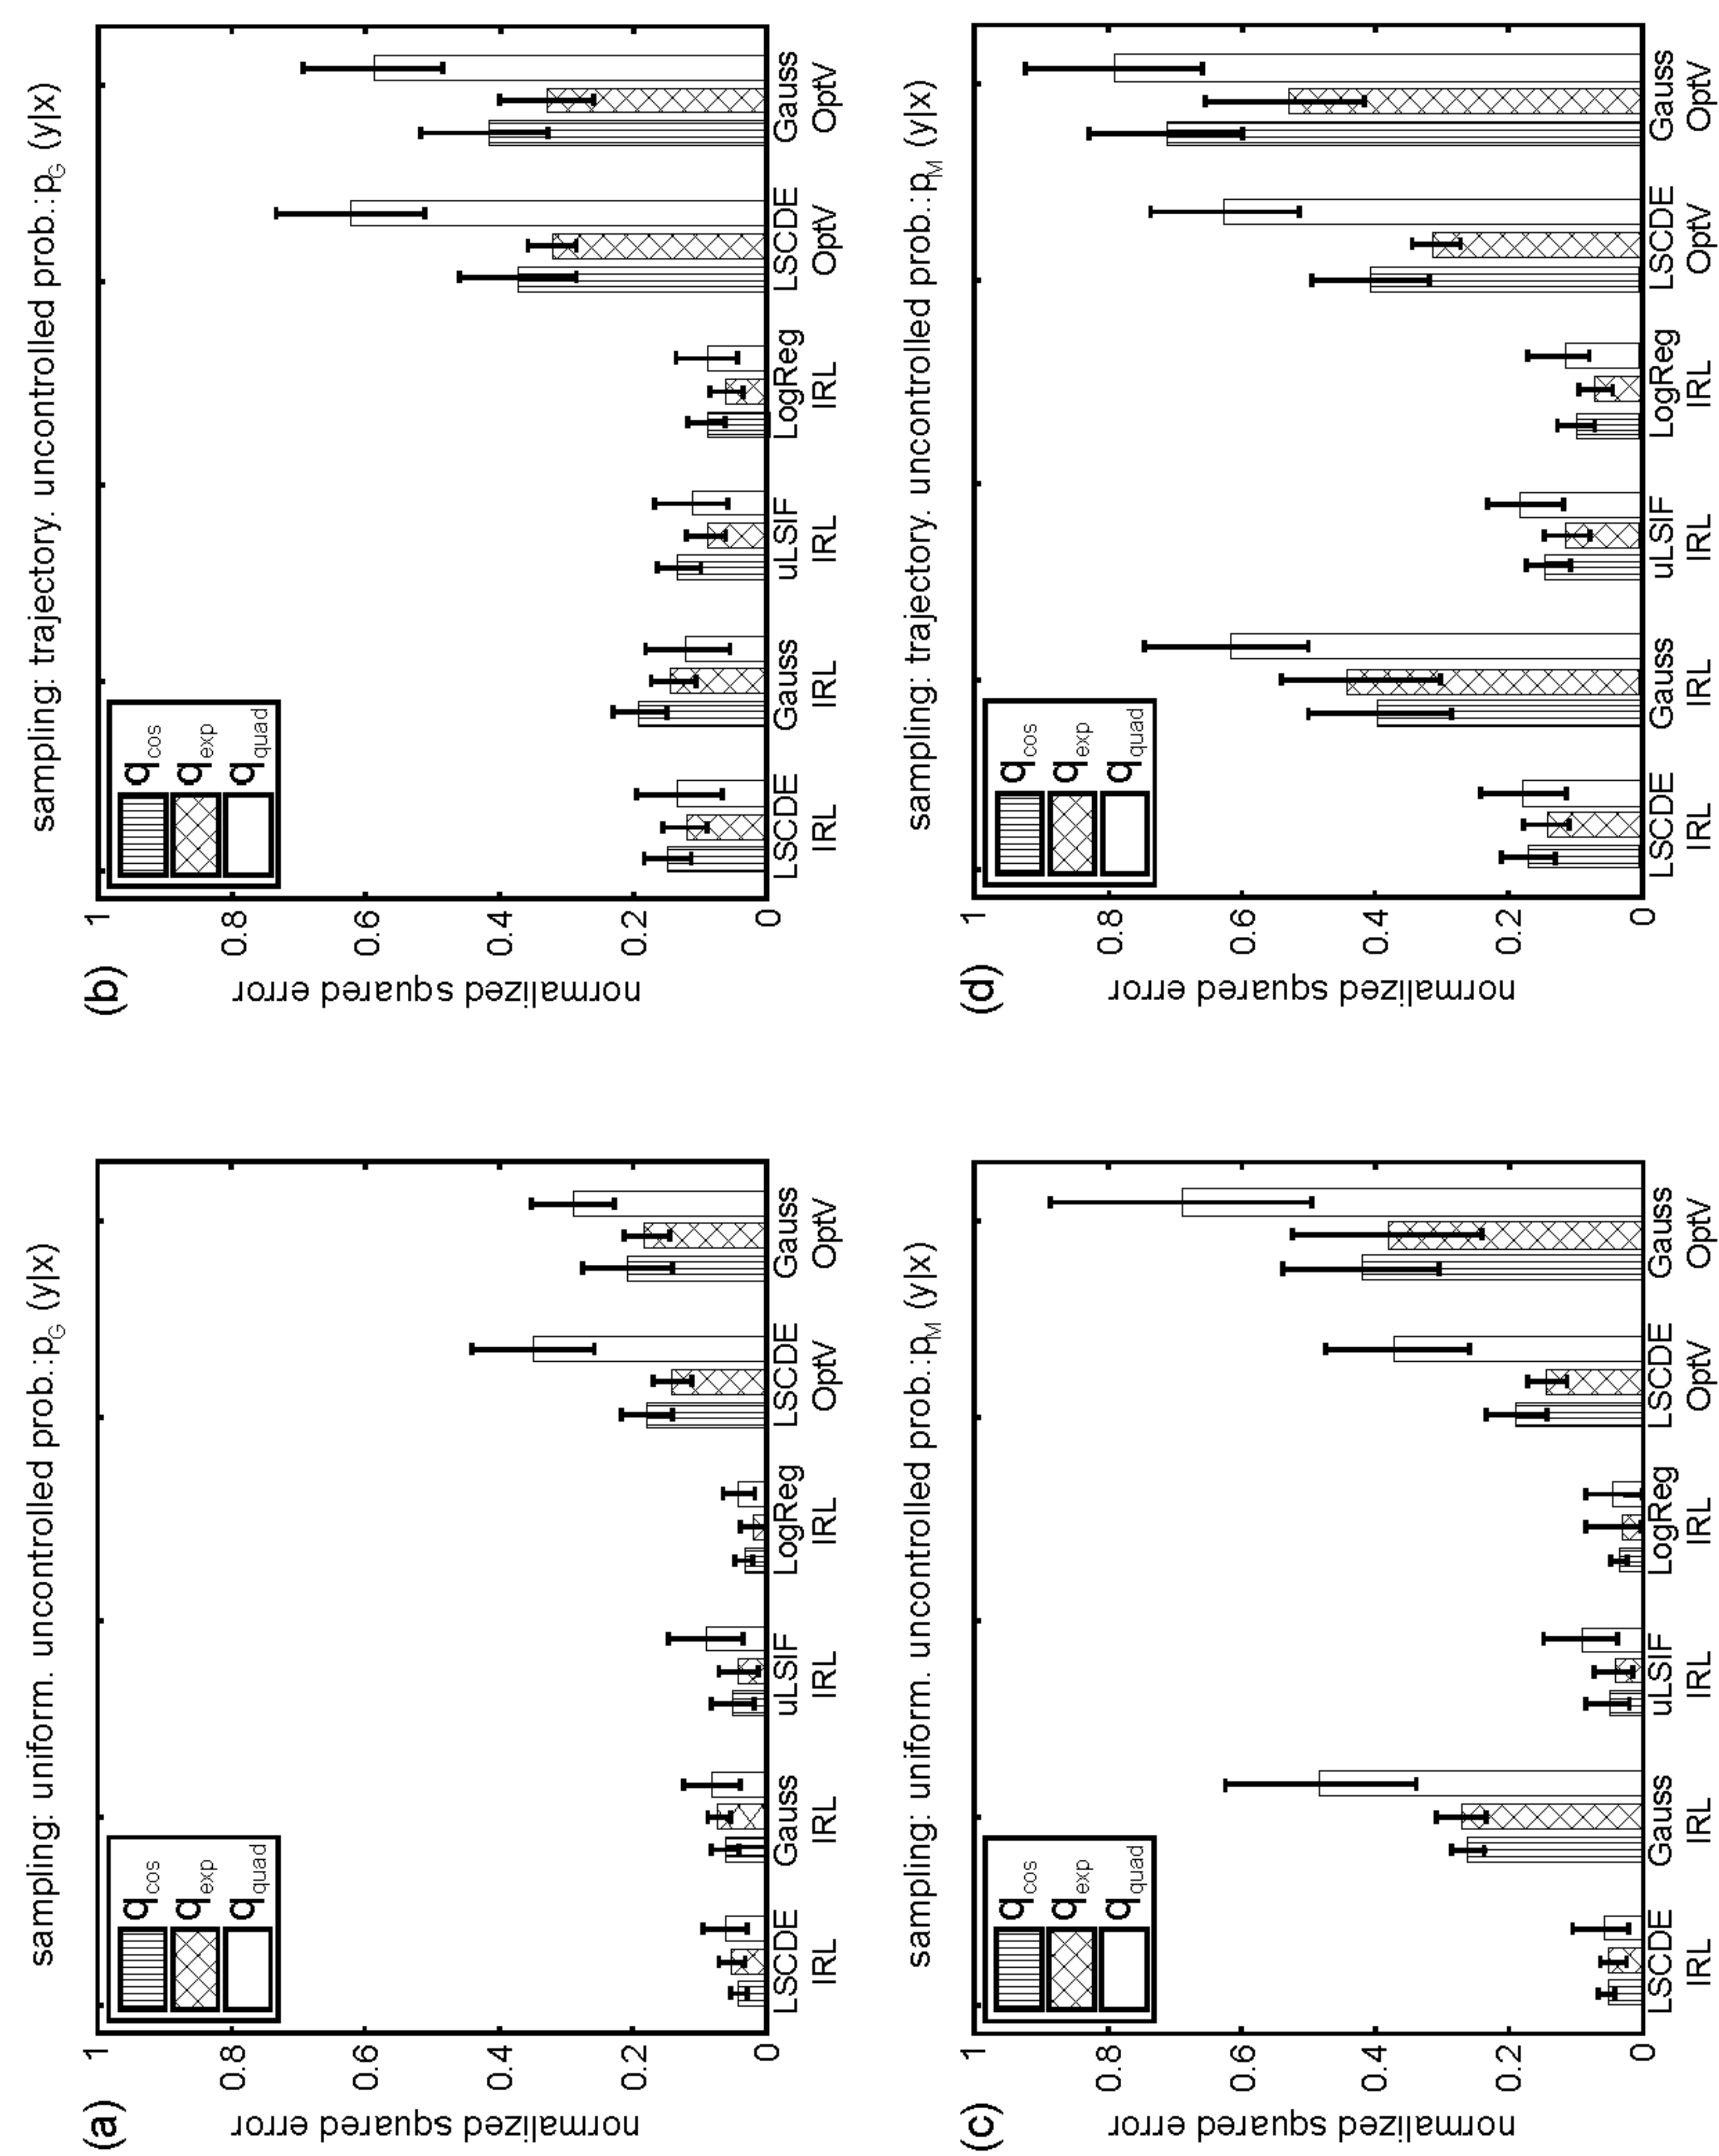 (a)
sampling: uniform. uncontrolled prob.:p_G (y|x)
normalized squared error
1
0.8
0.6
0.4
0.2
0
q_cos
q_exp
q_quad
LSCDE Gauss uLSIF LogReg LSCDE Gauss
IRL IRL IRL IRL OptV OptV
(b)
sampling: trajectory. uncontrolled prob.:p_G (y|x)
normalized squared error
1
0.8
0.6
0.4
0.2
0
q_cos
q_exp
q_quad
LSCDE Gauss uLSIF LogReg LSCDE Gauss
IRL IRL IRL IRL OptV OptV
(c)
sampling: uniform. uncontrolled prob.:p_M (y|x)
normalized squared error
1
0.8
0.6
0.4
0.2
0
q_cos
q_exp
q_quad
LSCDE Gauss uLSIF LogReg LSCDE Gauss
IRL IRL IRL IRL OptV OptV
(d)
sampling: trajectory. uncontrolled prob.:p_M (y|x)
normalized squared error
1
0.8
0.6
0.4
0.2
0
q_cos
q_exp
q_quad
LSCDE Gauss uLSIF LogReg LSCDE Gauss
IRL IRL IRL IRL OptV OptV